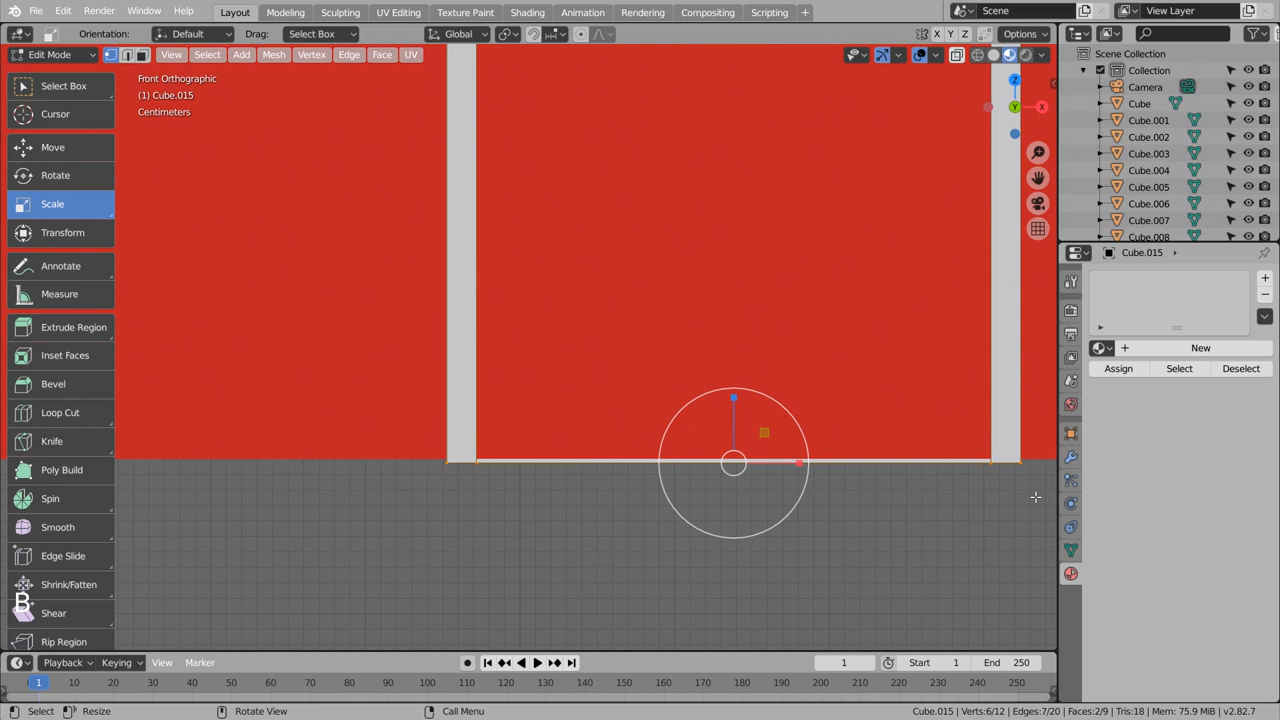 File Edit Render Window Help Layout Modeling Sculpting UV Editing Texture Paint Shading Animation Rendering Compositing Scripting + Scene View Layer
Orientation: Default Drag: Select Box Global X Y Z Options
Edit Mode View Select Add Mesh Vertex Edge Face UV
Front Orthographic
(1) Cube.015
Centimeters
Z
Y
X
Select Box
Cursor
Move
Rotate
Scale
Transform
Annotate
Measure
Extrude Region
Inset Faces
Bevel
Loop Cut
Knife
Poly Build
Spin
Smooth
Edge Slide
Shrink/Fatten
Shear
Rip Region
B
Scene Collection
Collection
Camera
Cube
Cube.001
Cube.002
Cube.003
Cube.004
Cube.005
Cube.006
Cube.007
Cube.008
Cube.015
New
Assign Select Deselect
Playback Keying View Marker 1 Start 1 End 250
1 10 20 30 40 50 60 70 80 90 100 110 120 130 140 150 160 170 180 190 200 210 220 230 240 250
Select Resize Rotate View Call Menu Cube.015 | Verts:6/12 | Edges:7/20 | Faces:2/9 | Tris:18 | Mem: 75.9 MiB | v2.82.7